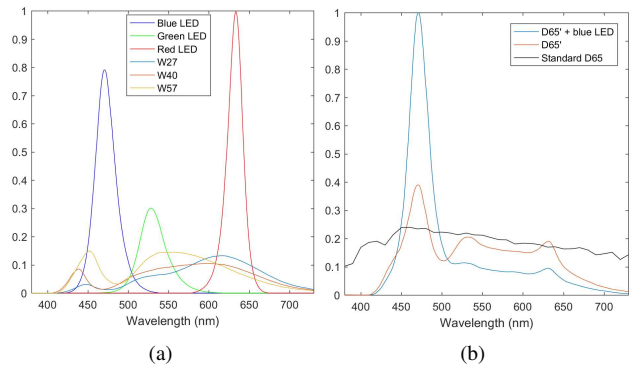 1
0.9
0.8
0.7
0.6
0.5
0.4
0.3
0.2
0.1
0
400 450 500 550 600 650 700
Wavelength (nm)
Blue LED
Green LED
Red LED
W27
W40
W57
(a)
1
0.9
0.8
0.7
0.6
0.5
0.4
0.3
0.2
0.1
0
400 450 500 550 600 650 700
Wavelength (nm)
D65' + blue LED
D65'
Standard D65
(b)